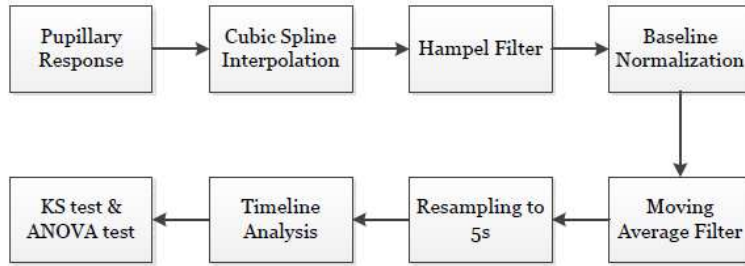 Pupillary
Response
Cubic Spline
Interpolation
Hampel Filter
Baseline
Normalization
Moving
Average Filter
Resampling to
5s
Timeline
Analysis
KS test &
ANOVA test